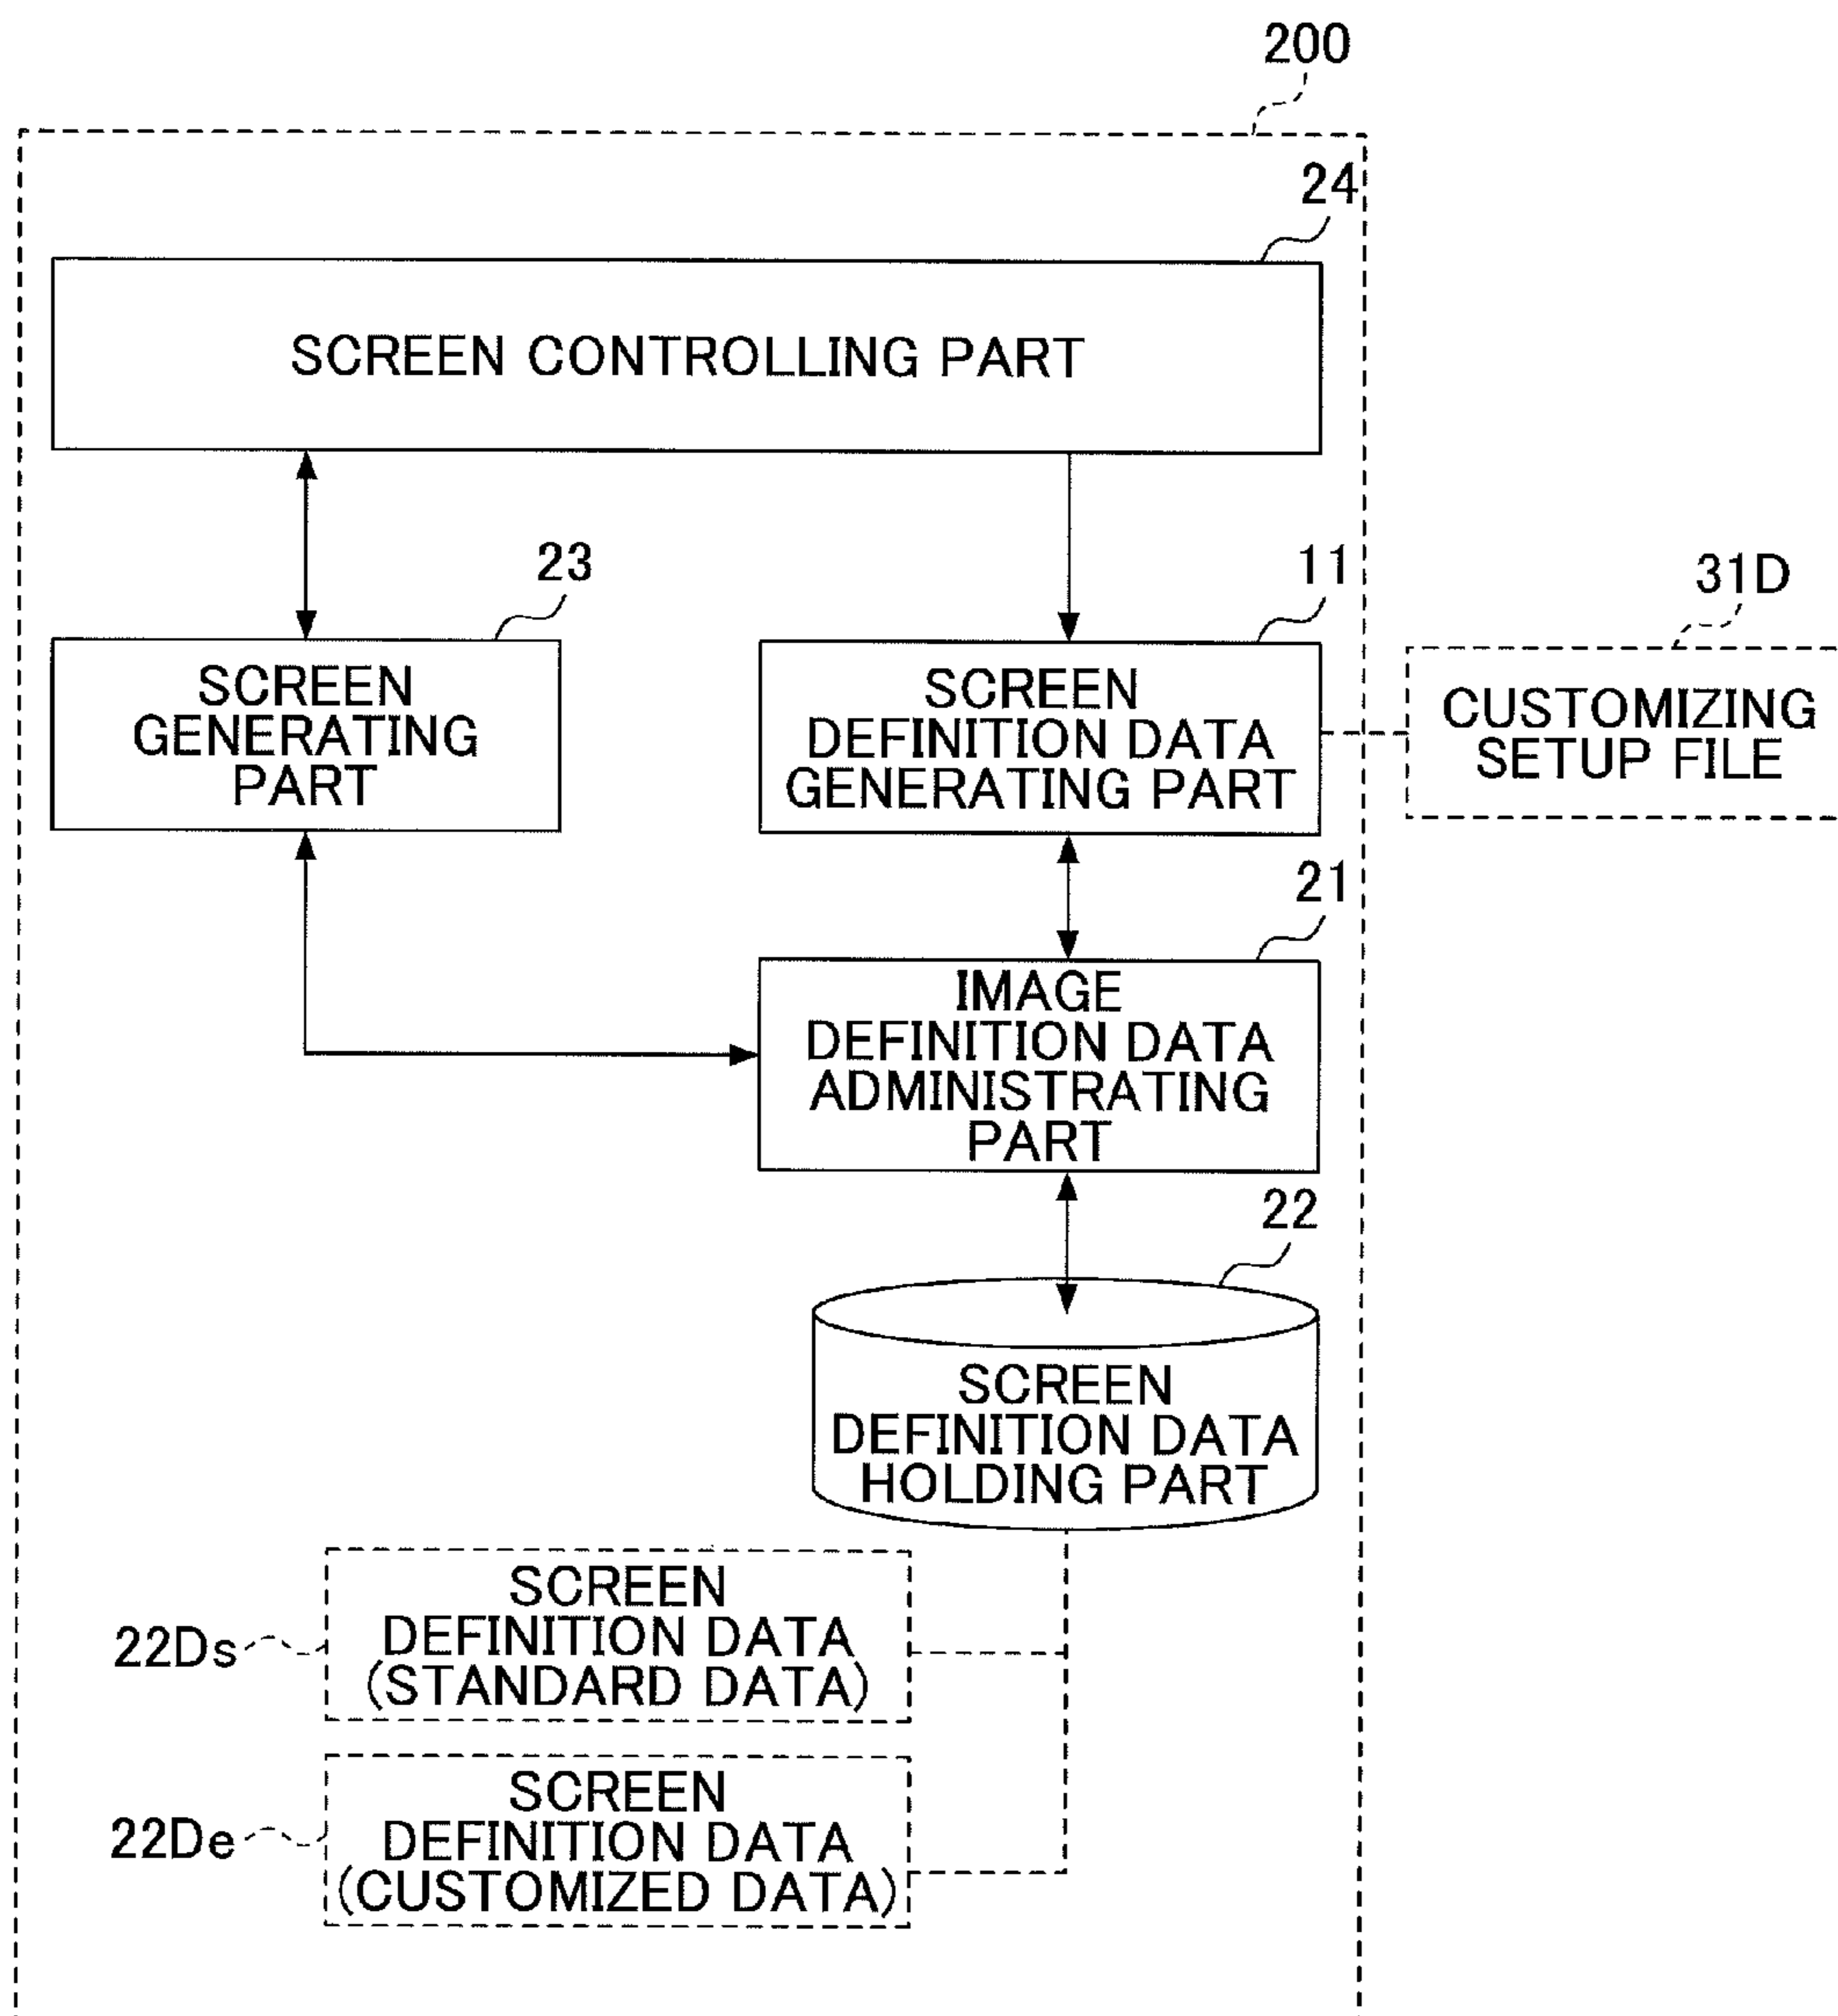 200
24
SCREEN CONTROLLING PART
23
SCREEN
GENERATING
PART
11
SCREEN
DEFINITION DATA
GENERATING PART
31D
CUSTOMIZING
SETUP FILE
21
IMAGE
DEFINITION DATA
ADMINISTRATING
PART
22
SCREEN
DEFINITION DATA
HOLDING PART
22Ds
SCREEN
DEFINITION DATA
(STANDARD DATA)
22De
SCREEN
DEFINITION DATA
(CUSTOMIZED DATA)